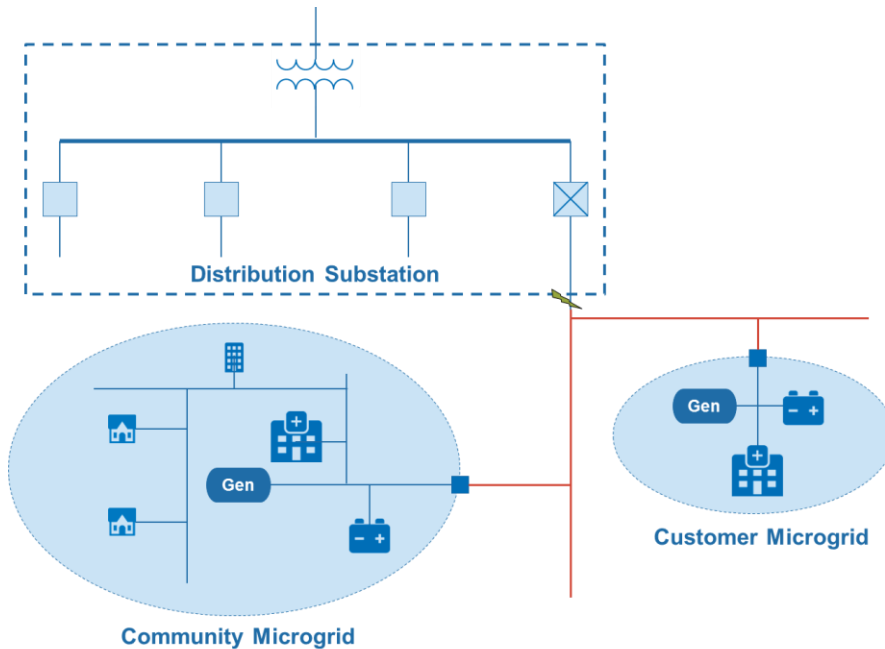 Distribution Substation
Gen
Gen
Customer Microgrid
Community Microgrid